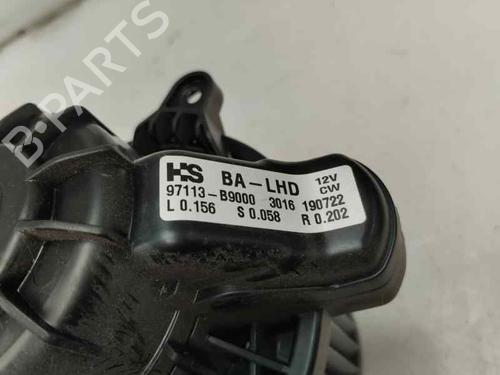 HS BA-LHD 12V CW
97113-B9000 3016 190722
L 0.156 S 0.058 R 0.202
B PARTS